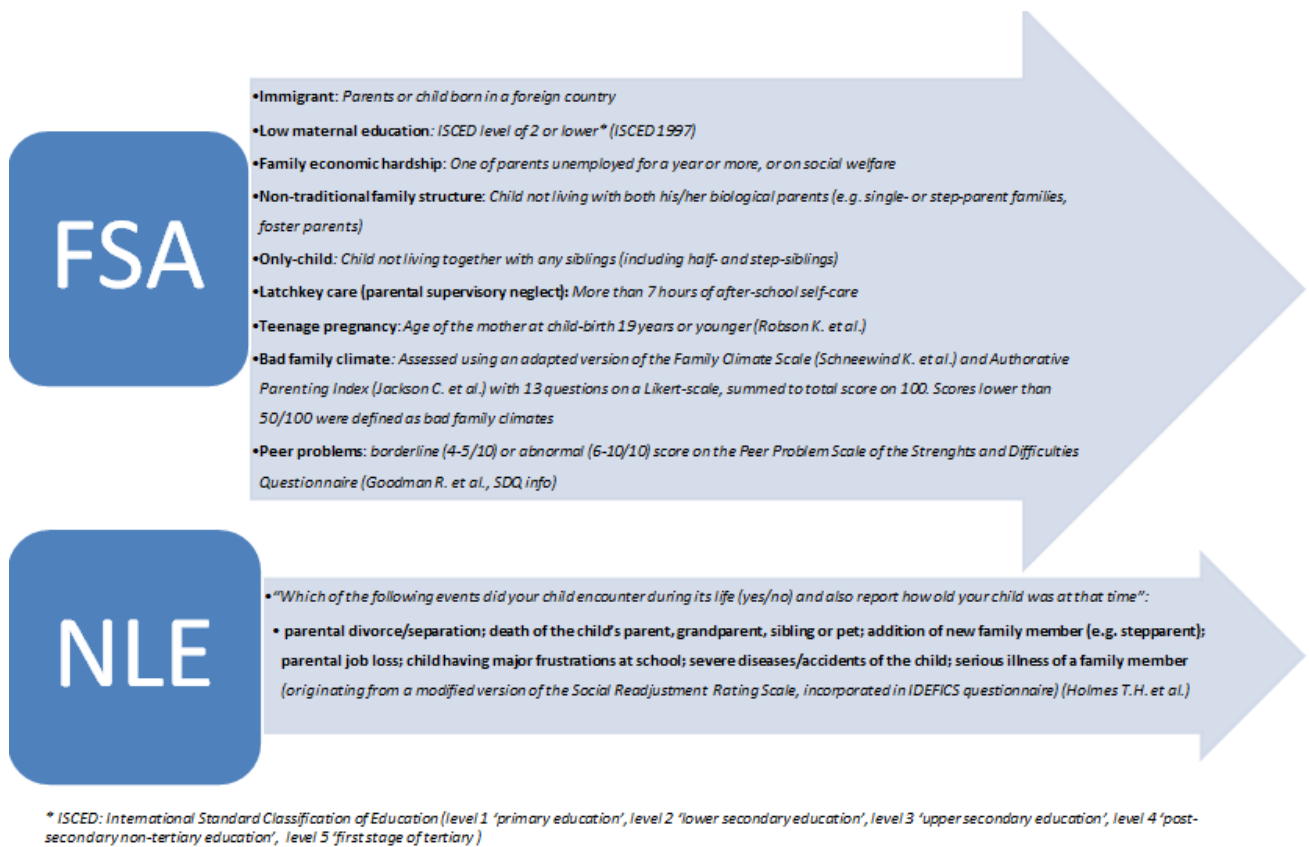 FSA
•Immigrant: Parents or child born in a foreign country
•Low maternal education: ISCED level of 2 or lower* (ISCED 1997)
•Family economic hardship: One of parents unemployed for a year or more, or on social welfare
•Non-traditional family structure: Child not living with both his/her biological parents (e.g. single- or step-parent families,
foster parents)
•Only-child: Child not living together with any siblings (including half- and step-siblings)
•Latchkey care (parental supervisory neglect): More than 7 hours of after-school self-care
•Teenage pregnancy: Age of the mother at child-birth 19 years or younger (Robson K. et al.)
•Bad family climate: Assessed using an adapted version of the Family Climate Scale (Schneewind K. et al.) and Authorative
Parenting Index (Jackson C. et al.) with 13 questions on a Likert-scale, summed to total score on 100. Scores lower than
50/100 were defined as bad family climates
•Peer problems: borderline (4-5/10) or abnormal (6-10/10) score on the Peer Problem Scale of the Strenghts and Difficulties
Questionnaire (Goodman R. et al., SDQ info)
NLE
•"Which of the following events did your child encounter during its life (yes/no) and also report how old your child was at that time":
• parental divorce/separation; death of the child's parent, grandparent, sibling or pet; addition of new family member (e.g. stepparent);
parental job loss; child having major frustrations at school; severe diseases/accidents of the child; serious illness of a family member
(originating from a modified version of the Social Readjustment Rating Scale, incorporated in IDEFICS questionnaire) (Holmes T.H. et al.)
* ISCED: International Standard Classification of Education (level 1 'primary education', level 2 'lower secondary education', level 3 'upper secondary education', level 4 'post-
secondary non-tertiary education', level 5 'first stage of tertiary )